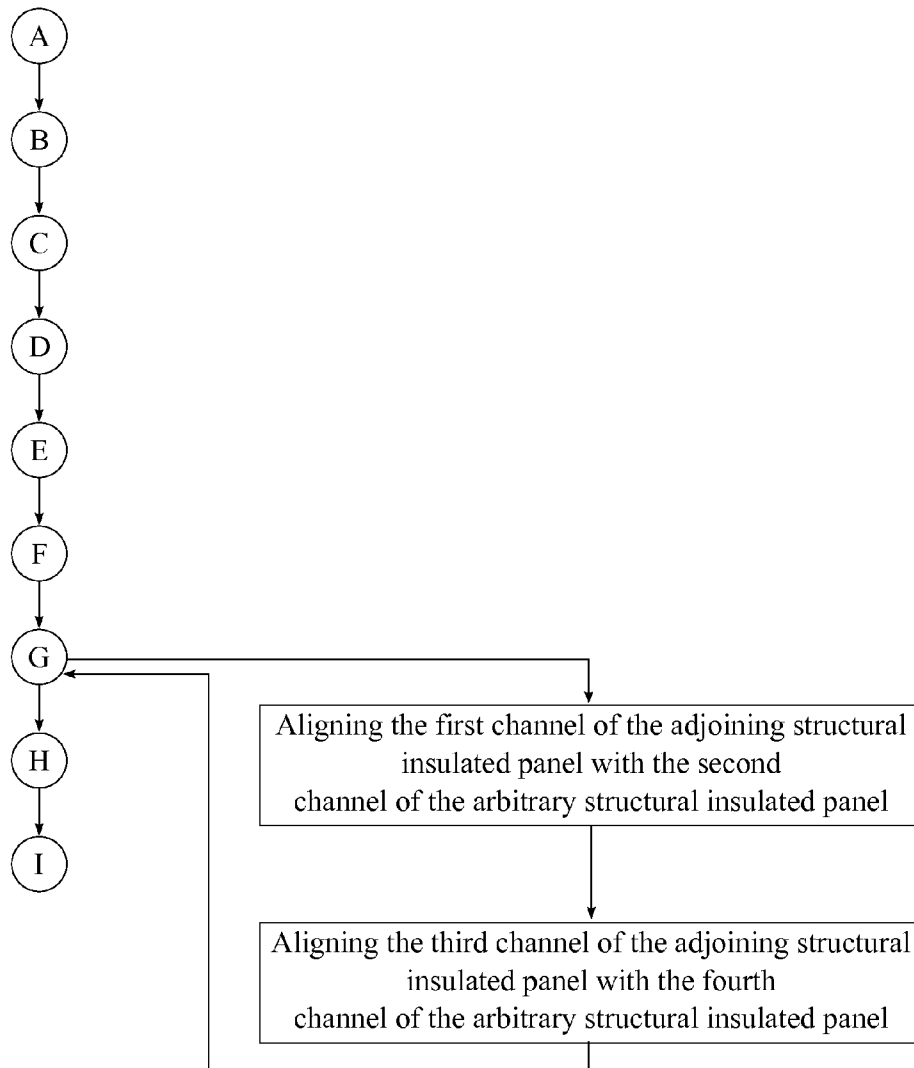 A
B
C
D
E
F
G
Aligning the first channel of the adjoining structural
insulated panel with the second
channel of the arbitrary structural insulated panel
H
I
Aligning the third channel of the adjoining structural
insulated panel with the fourth
channel of the arbitrary structural insulated panel